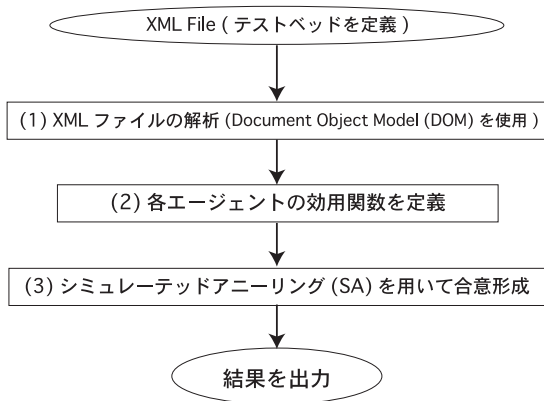 XML File ( テストベッドを定義 )
(1) XML ファイルの解析 (Document Object Model (DOM) を使用 )
(2) 各エージェントの効用関数を定義
(3) シミュレーテッドアニーリング (SA) を用いて合意形成
結果を出力